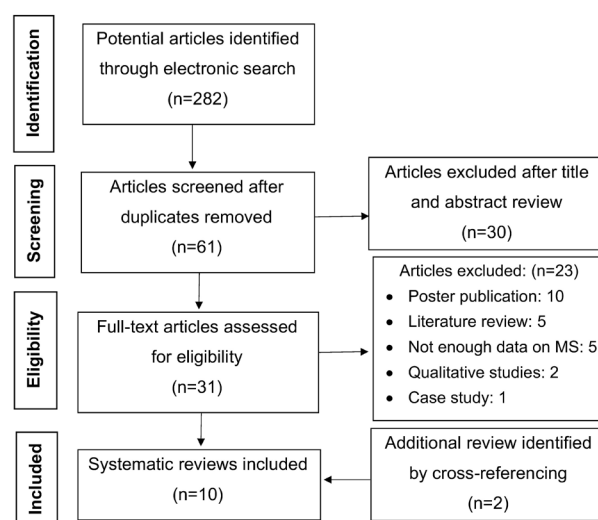 Identification
Potential articles identified
through electronic search
(n=282)
Screening
Articles screened after
duplicates removed
(n=61)
Articles excluded after title
and abstract review
(n=30)
Eligibility
Full-text articles assessed
for eligibility
(n=31)
Articles excluded: (n=23)
• Poster publication: 10
• Literature review: 5
• Not enough data on MS: 5
• Qualitative studies: 2
• Case study: 1
Included
Systematic reviews included
(n=10)
Additional review identified
by cross-referencing
(n=2)